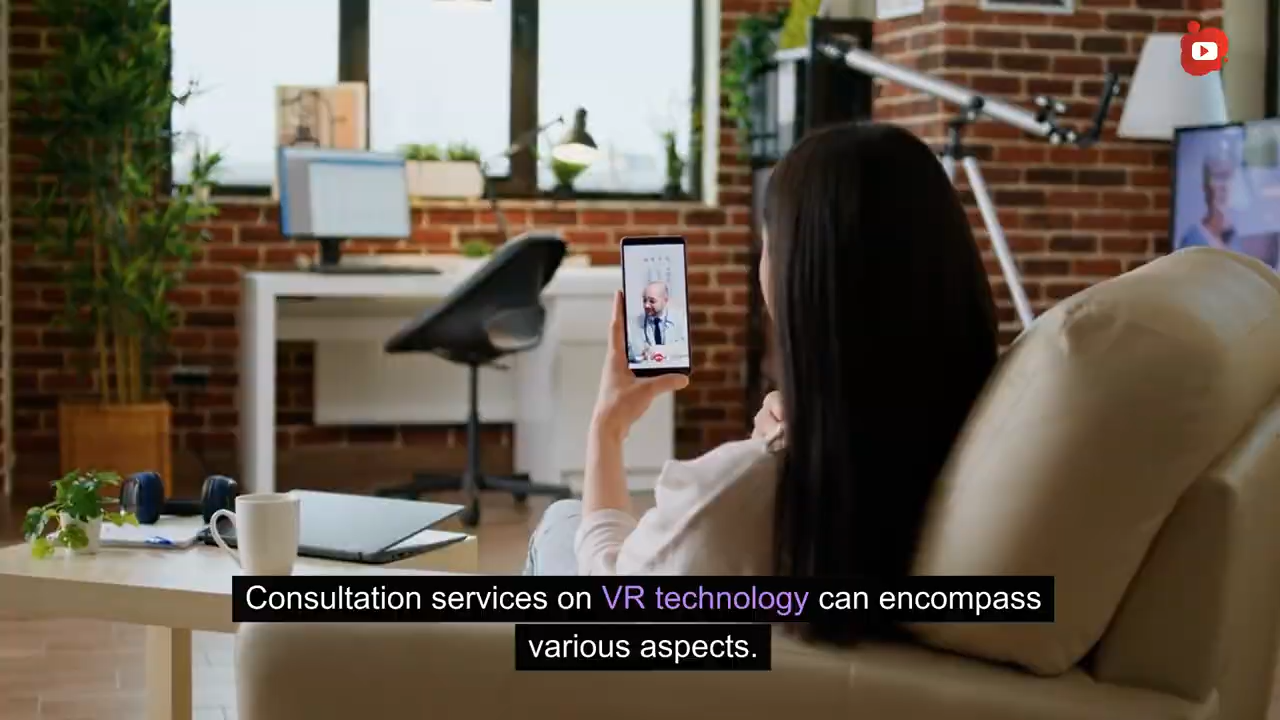 Consultation services on VR technology can encompass
various aspects.